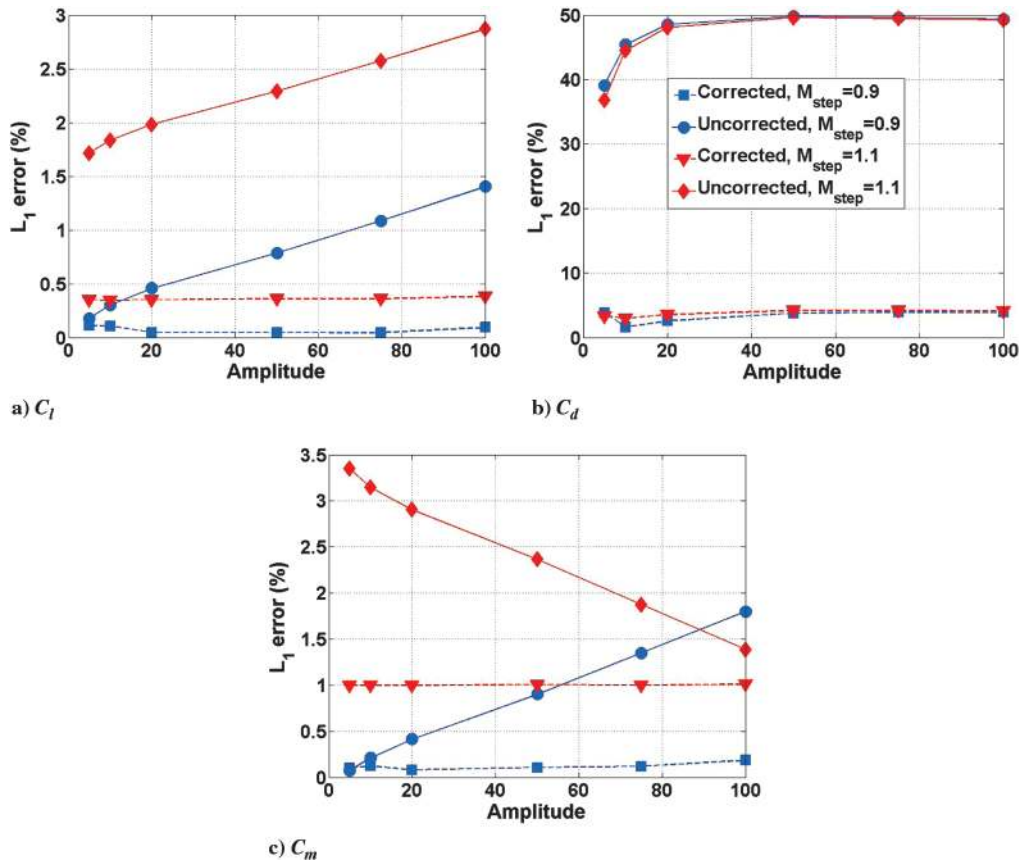 3
2.5
2
1.5
1
0.5
0
0 20 40 60 80 100
L1 error (%)
Amplitude
a) Cl
50
40
30
20
10
0
0 20 40 60 80 100
L1 error (%)
Amplitude
Corrected, Mstep=0.9
Uncorrected, Mstep=0.9
Corrected, Mstep=1.1
Uncorrected, Mstep=1.1
b) Cd
3.5
3
2.5
2
1.5
1
0.5
0
0 20 40 60 80 100
L1 error (%)
Amplitude
c) Cm